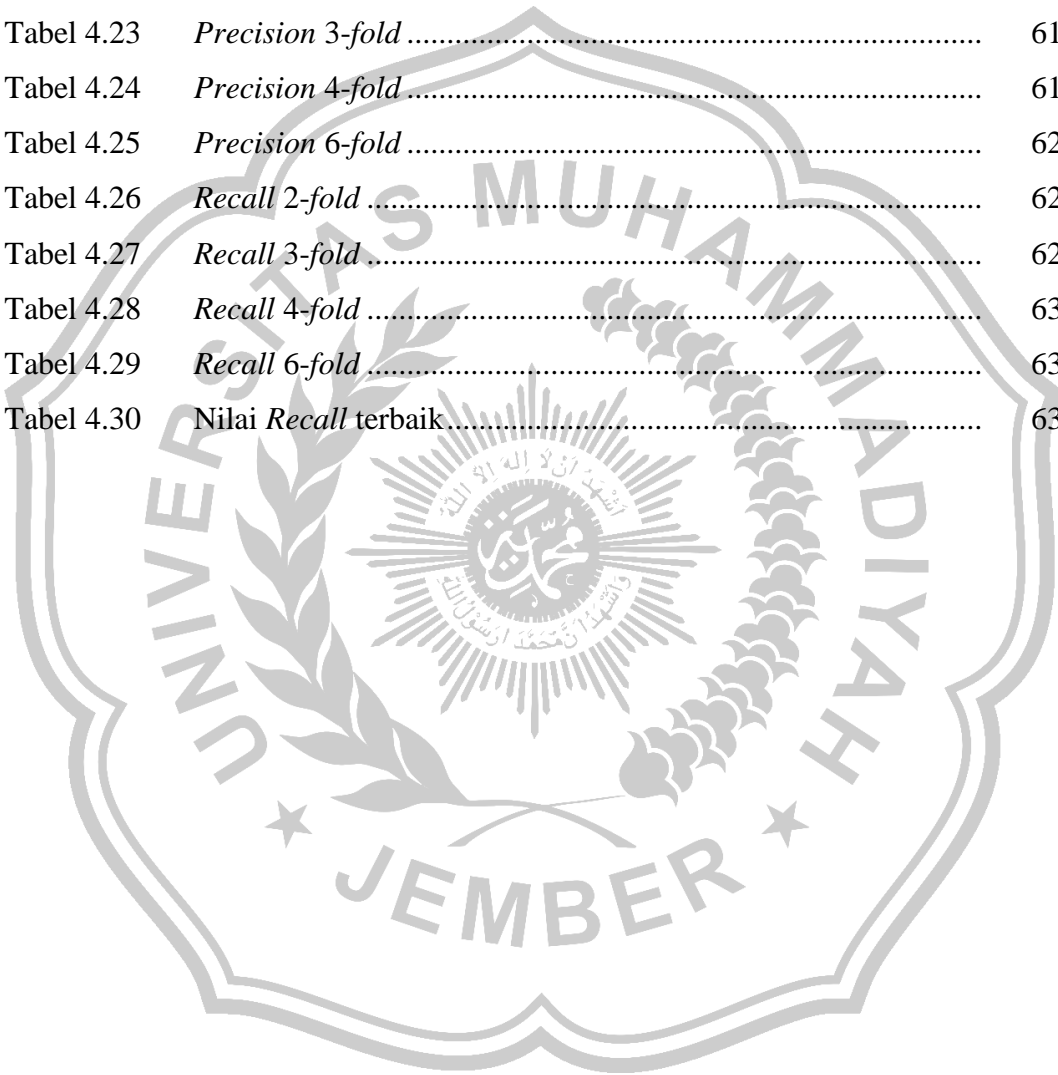 Tabel 4.23 Precision 3-fold ..................................................................... 61
Tabel 4.24 Precision 4-fold ..................................................................... 61
Tabel 4.25 Precision 6-fold ..................................................................... 62
Tabel 4.26 Recall 2-fold .......................................................................... 62
Tabel 4.27 Recall 3-fold .......................................................................... 62
Tabel 4.28 Recall 4-fold .......................................................................... 63
Tabel 4.29 Recall 6-fold .......................................................................... 63
Tabel 4.30 Nilai Recall terbaik ................................................................ 63
UNIVERSITAS MUHAMMADIYAH
JEMBER